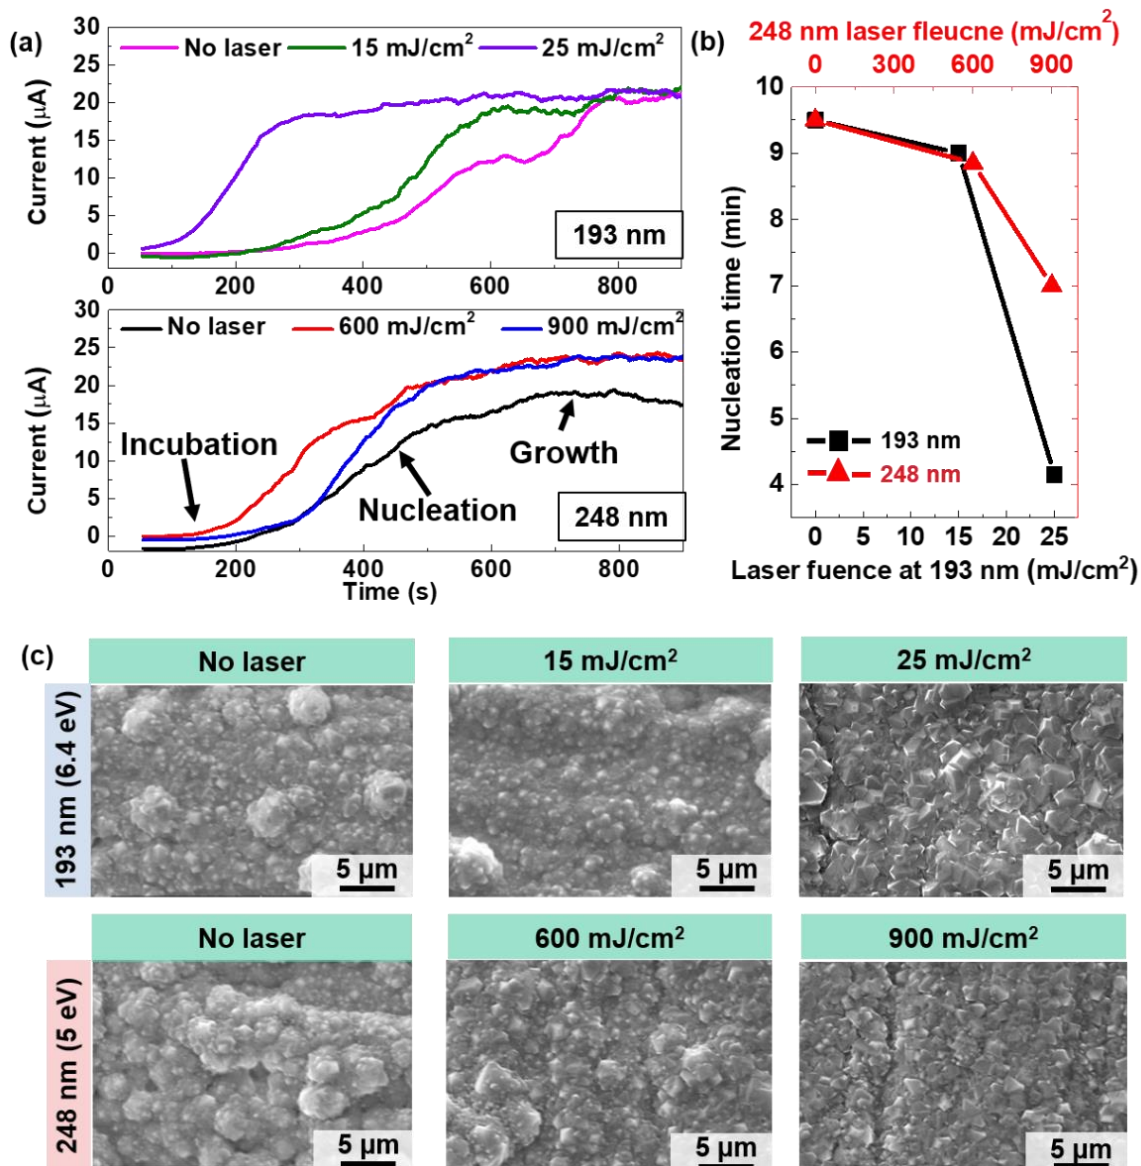 (a)
30
25
20
15
10
5
0
Current (µA)
No laser 15 mJ/cm² 25 mJ/cm²
193 nm
0 200 400 600 800
30
25
20
15
10
5
0
Current (µA)
No laser 600 mJ/cm² 900 mJ/cm²
Incubation
Nucleation
Growth
248 nm
0 200 400 600 800
Time (s)
(b)
248 nm laser fleucne (mJ/cm²)
0 300 600 900
10
9
8
7
6
5
4
Nucleation time (min)
193 nm
248 nm
0 5 10 15 20 25
Laser fuence at 193 nm (mJ/cm²)
(c)
No laser 15 mJ/cm² 25 mJ/cm²
193 nm (6.4 eV)
5 µm 5 µm 5 µm
No laser 600 mJ/cm² 900 mJ/cm²
248 nm (5 eV)
5 µm 5 µm 5 µm